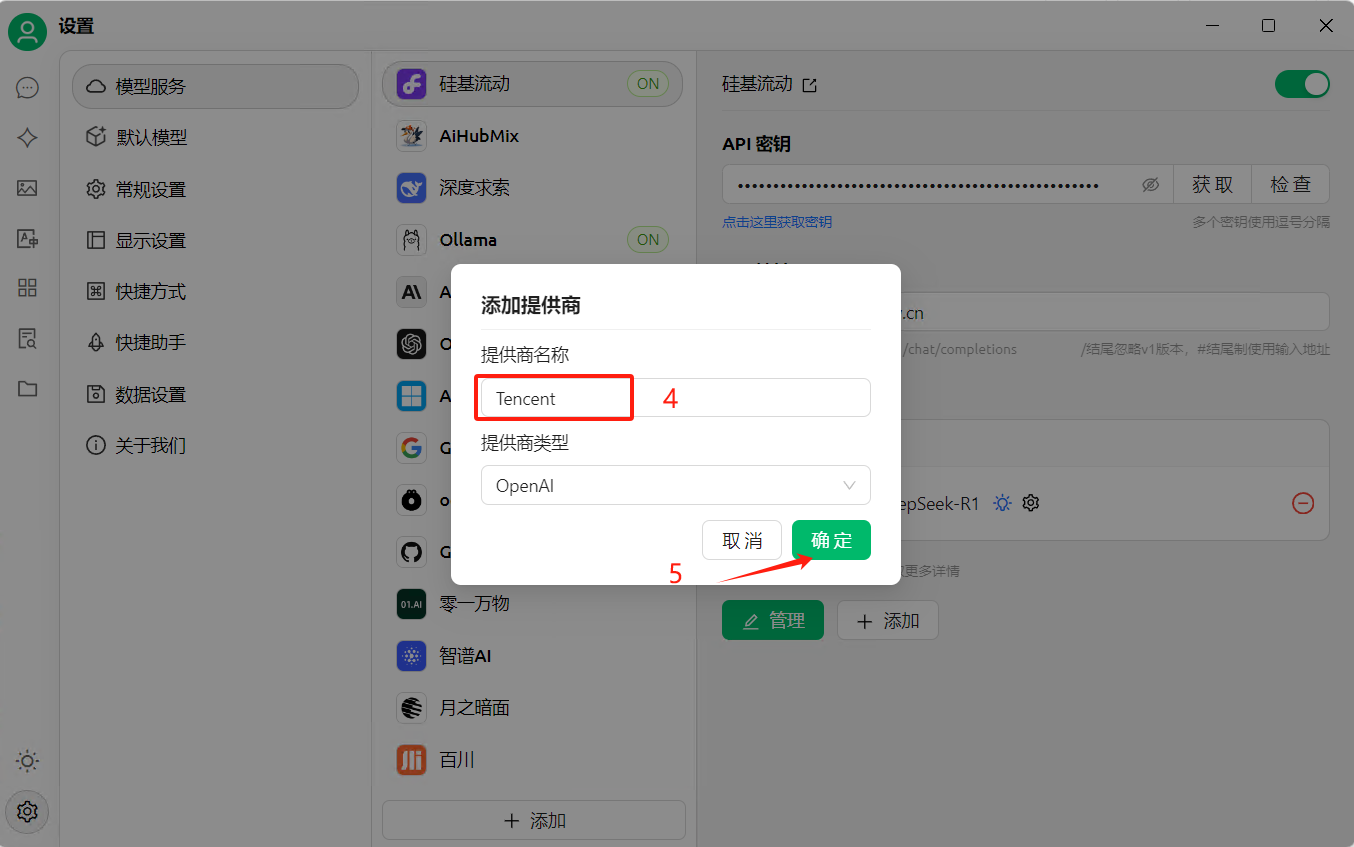 设置
模型服务
默认模型
常规设置
显示设置
快捷方式
快捷助手
数据设置
关于我们
硅基流动 ON
AiHubMix
深度求索
Ollama ON
零一万物
01.AI
智谱AI
月之暗面
百川
+ 添加
硅基流动
API 密钥
••••••••••••••••••••••••••••••••••••••••••••••••••• 获取 检查
点击这里获取密钥 多个密钥使用逗号分隔
.cn
/chat/completions /结尾忽略v1版本，#结尾制使用输入地址
epSeek-R1
更多详情
管理 + 添加
添加提供商
提供商名称
Tencent 4
提供商类型
OpenAI
取消 确定
5